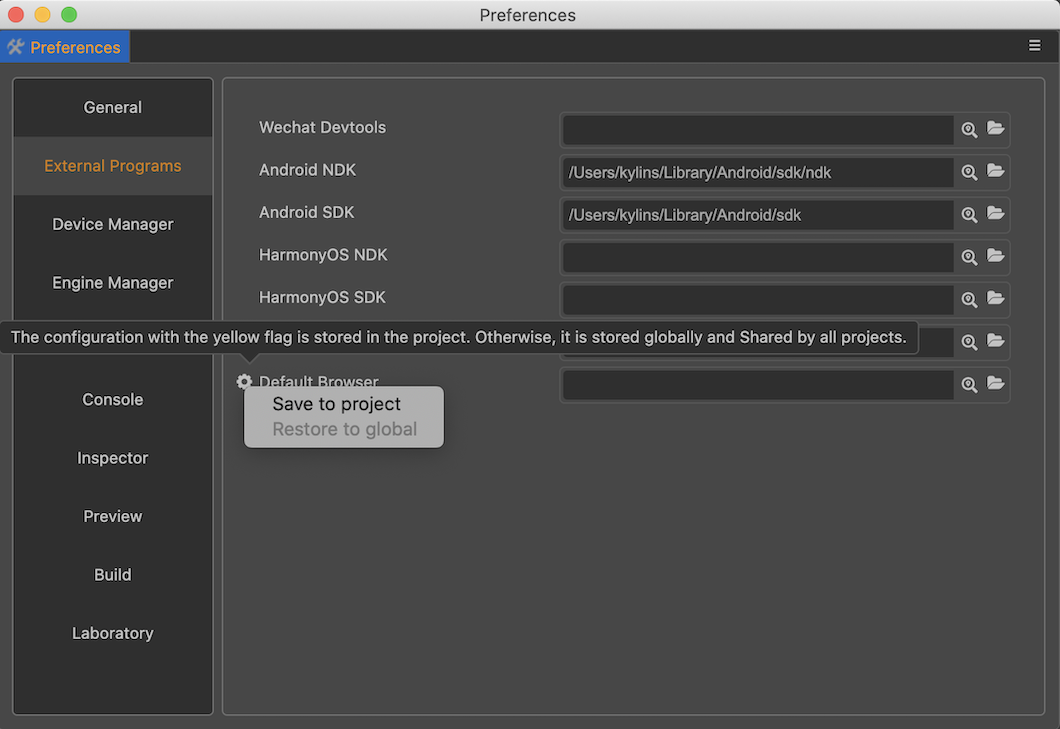 Preferences
Preferences
General
External Programs
Device Manager
Engine Manager
Console
Inspector
Preview
Build
Laboratory
Wechat Devtools
Android NDK
/Users/kylins/Library/Android/sdk/ndk
Android SDK
/Users/kylins/Library/Android/sdk
HarmonyOS NDK
HarmonyOS SDK
The configuration with the yellow flag is stored in the project. Otherwise, it is stored globally and Shared by all projects.
Default Browser
Save to project
Restore to global